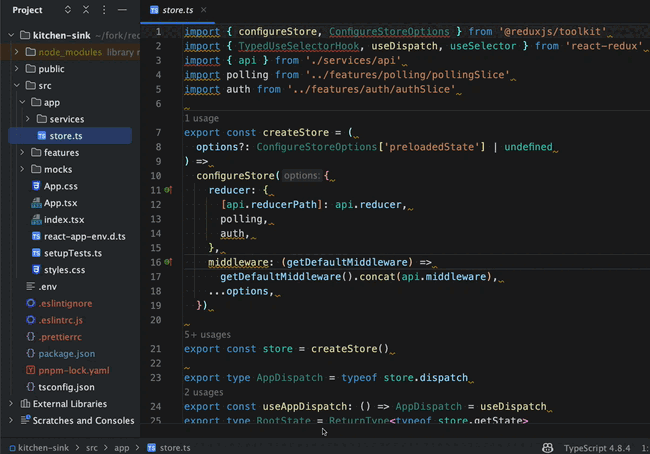 Project
store.ts
kitchen-sink ~/fork/red
node_modules library r
public
src
app
services
store.ts
features
mocks
App.css
App.tsx
index.tsx
react-app-env.d.ts
setupTests.ts
styles.css
.env
.eslintignore
.eslintrc.js
.prettierrc
package.json
pnpm-lock.yaml
tsconfig.json
External Libraries
Scratches and Consoles
1 import { configureStore, ConfigureStoreOptions } from '@reduxjs/toolkit'
2 import { TypedUseSelectorHook, useDispatch, useSelector } from 'react-redux'
3 import { api } from './services/api'
4 import polling from '../features/polling/pollingSlice'
5 import auth from '../features/auth/authSlice'
6
1 usage
7 export const createStore = (
8 options?: ConfigureStoreOptions['preloadedState'] | undefined
9 ) =>
10 configureStore( options: {
11 reducer: {
12 [api.reducerPath]: api.reducer,
13 polling,
14 auth,
15 },
16 middleware: (getDefaultMiddleware) =>
17 getDefaultMiddleware().concat(api.middleware),
18 ...options,
19 })
20
5+ usages
21 export const store = createStore()
22
23 export type AppDispatch = typeof store.dispatch
2 usages
24 export const useAppDispatch: () => AppDispatch = useDispatch
25 export type RootState = ReturnType<typeof store.getState>
kitchen-sink > src > app > store.ts
TypeScript 4.8.4 1: